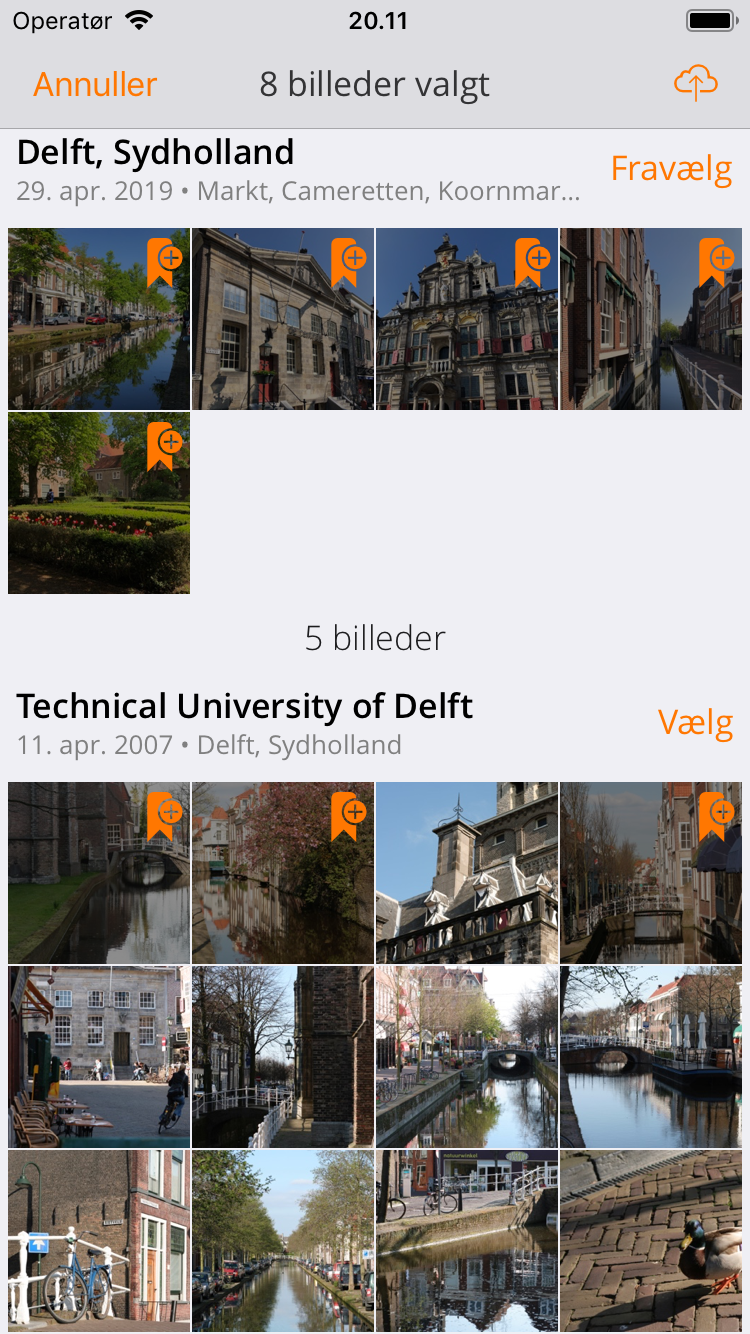 Operatør 20.11
Annuller 8 billeder valgt
Delft, Sydholland
Fravælg
29. apr. 2019 • Markt, Cameretten, Koornmar...
5 billeder
Technical University of Delft
Vælg
11. apr. 2007 • Delft, Sydholland
natuurwinkel